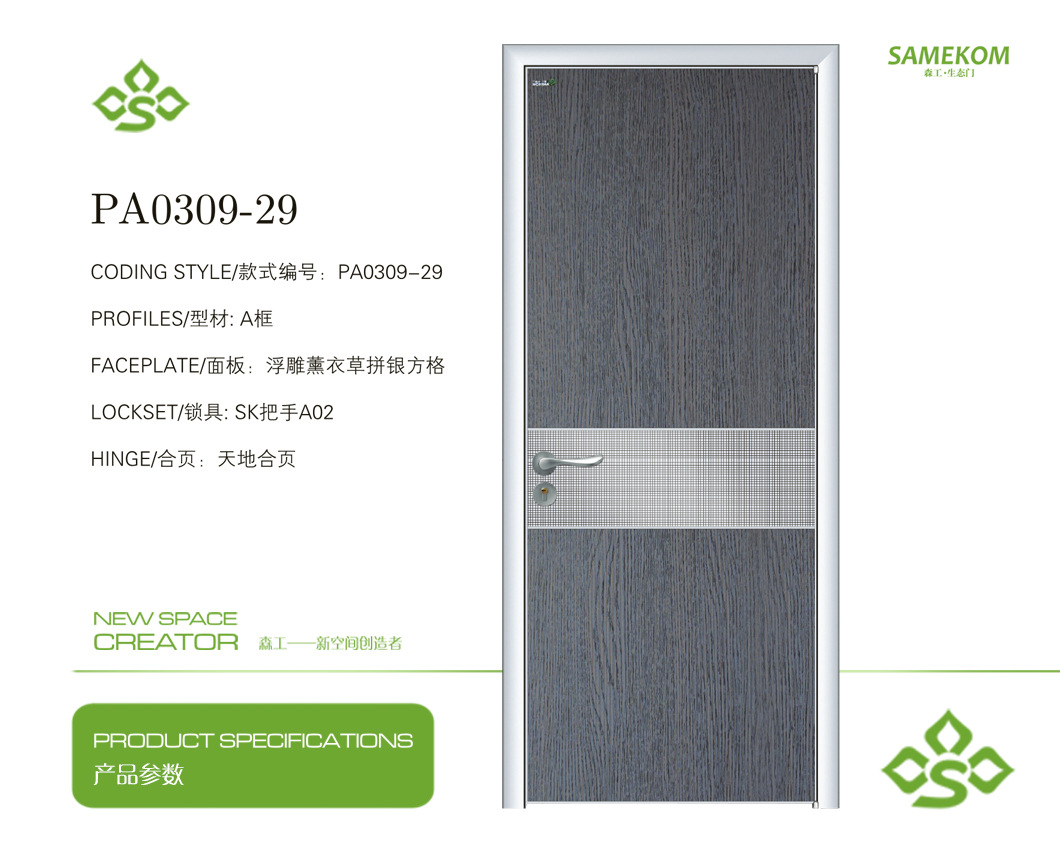 SAMEKOM
森工·生态门
PA0309-29
CODING STYLE/款式编号：PA0309-29
PROFILES/型材: A框
FACEPLATE/面板：浮雕薰衣草拼银方格
LOCKSET/锁具: SK把手A02
HINGE/合页：天地合页
NEW SPACE
CREATOR 森工——新空间创造者
PRODUCT SPECIFICATIONS
产品参数